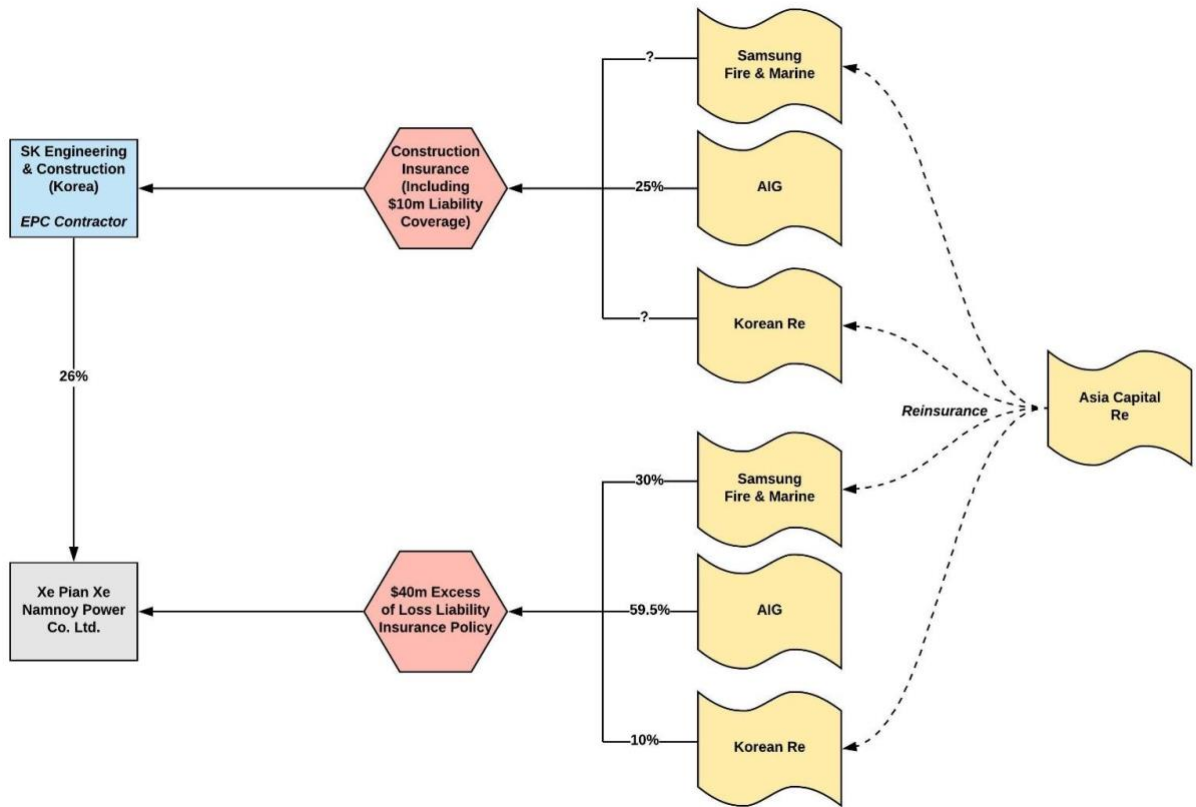 SK Engineering
& Construction
(Korea)
EPC Contractor
26%
Xe Pian Xe
Namnoy Power
Co. Ltd.
Construction
Insurance
(Including
$10m Liability
Coverage)
$40m Excess
of Loss Liability
Insurance Policy
?
25%
?
30%
59.5%
10%
Samsung
Fire & Marine
AIG
Korean Re
Samsung
Fire & Marine
AIG
Korean Re
Reinsurance
Asia Capital
Re